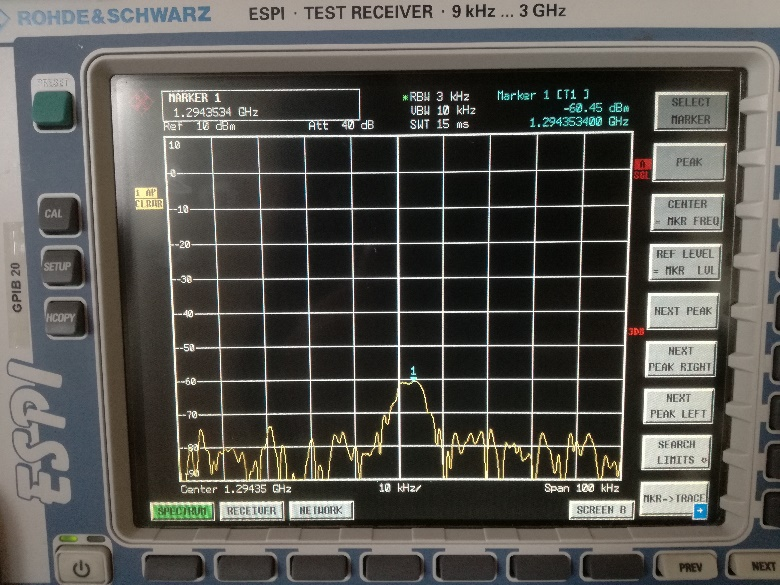 ROHDE&SCHWARZ ESPI · TEST RECEIVER · 9 kHz ... 3 GHz
PRESET
CAL
SETUP
HCOPY
GPIB 20
ESPI
MARKER 1
1.2943534 GHz
*RBW 3 kHz
VBW 10 kHz
SWT 15 ms
Marker 1 [T1 ]
-60.45 dBm
1.294353400 GHz
Ref 10 dBm
Att 40 dB
10
0
-10
-20
-30
-40
-50
-60
-70
-80
-90
1 AP
CLRWR
A
SGL
3DB
1
Center 1.29435 GHz
10 kHz/
Span 100 kHz
SPECTRUM
RECEIVER
NETWORK
SCREEN B
SELECT
MARKER
PEAK
CENTER
= MKR FREQ
REF LEVEL
= MKR LVL
NEXT PEAK
NEXT
PEAK RIGHT
NEXT
PEAK LEFT
SEARCH
LIMITS
MKR->TRACE
PREV
NEXT